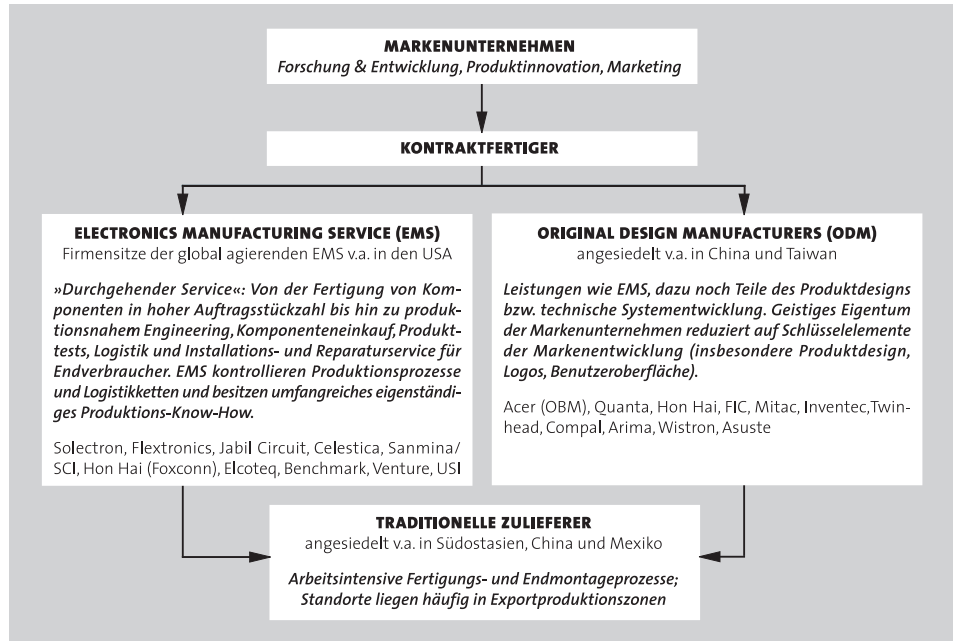 MARKENUNTERNEHMEN
Forschung & Entwicklung, Produktinnovation, Marketing
KONTRAKTFERTIGER
ELECTRONICS MANUFACTURING SERVICE (EMS)
Firmensitze der global agierenden EMS v.a. in den USA
»Durchgehender Service«: Von der Fertigung von Kom-
ponenten in hoher Auftragsstückzahl bis hin zu produk-
tionsnahem Engineering, Komponenteneinkauf, Produkt-
tests, Logistik und Installations- und Reparaturservice für
Endverbraucher. EMS kontrollieren Produktionsprozesse
und Logistikketten und besitzen umfangreiches eigenständi-
ges Produktions-Know-How.
Solectron, Flextronics, Jabil Circuit, Celestica, Sanmina/
SCI, Hon Hai (Foxconn), Elcoteq, Benchmark, Venture, USI
ORIGINAL DESIGN MANUFACTURERS (ODM)
angesiedelt v.a. in China und Taiwan
Leistungen wie EMS, dazu noch Teile des Produktdesigns
bzw. technische Systementwicklung. Geistiges Eigentum
der Markenunternehmen reduziert auf Schlüsselelemente
der Markenentwicklung (insbesondere Produktdesign,
Logos, Benutzeroberfläche).
Acer (OBM), Quanta, Hon Hai, FIC, Mitac, Inventec,Twin-
head, Compal, Arima, Wistron, Asuste
TRADITIONELLE ZULIEFERER
angesiedelt v.a. in Südostasien, China und Mexiko
Arbeitsintensive Fertigungs- und Endmontageprozesse;
Standorte liegen häufig in Exportproduktionszonen